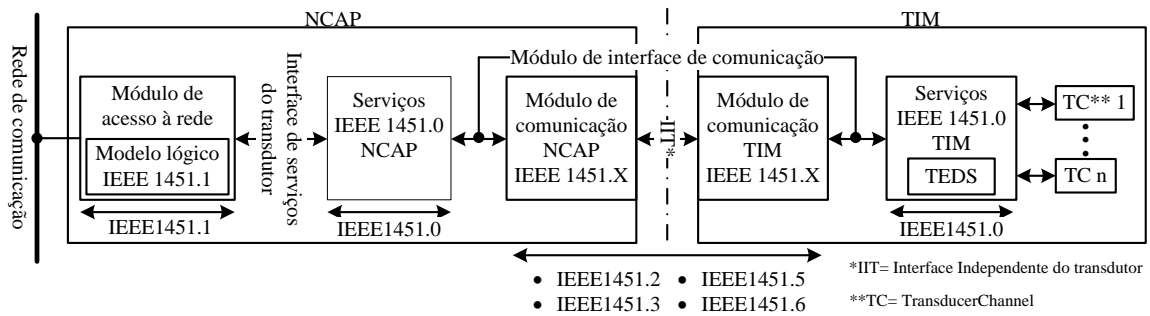 NCAP
TIM
Rede de comunicação
Módulo de
acesso à rede
Modelo lógico
IEEE 1451.1
IEEE1451.1
Interface de serviços
do transdutor
Serviços
IEEE 1451.0
NCAP
IEEE1451.0
Módulo de interface de comunicação
Módulo de
comunicação
NCAP
IEEE 1451.X
IIT*
Módulo de
comunicação
TIM
IEEE 1451.X
Serviços
IEEE 1451.0
TIM
TEDS
IEEE1451.0
TC** 1
TC n
• IEEE1451.2 • IEEE1451.5
• IEEE1451.3 • IEEE1451.6
*IIT= Interface Independente do transdutor
**TC= TransducerChannel